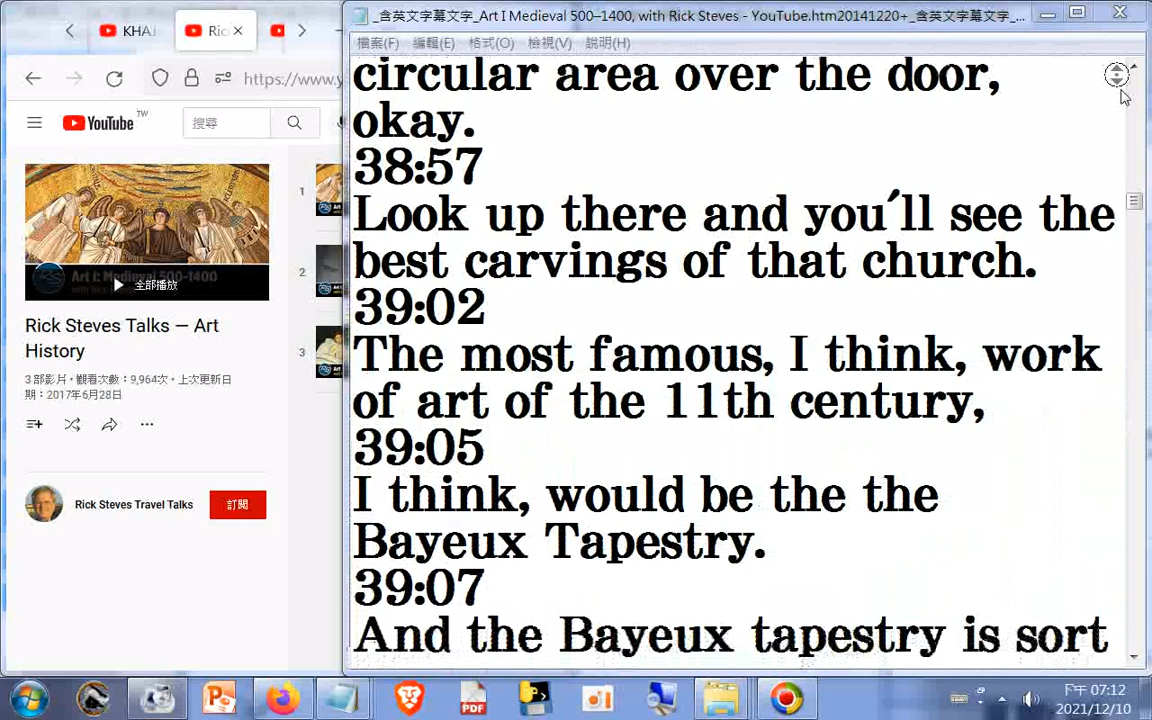 KHAJ
Ric
https://www.y
YouTube TW
搜尋
Art I: Medieval 500-1400
全部播放
Rick Steves Talks — Art
History
3 部影片・觀看次數：9,964次・上次更新日
期：2017年6月28日
Rick Steves Travel Talks
訂閱
1
2
3
_含英文字幕文字_Art I Medieval 500–1400, with Rick Steves - YouTube.htm20141220+_含英文字幕文字_...
檔案(F) 編輯(E) 格式(O) 檢視(V) 說明(H)
circular area over the door,
okay.
38:57
Look up there and you'll see the
best carvings of that church.
39:02
The most famous, I think, work
of art of the 11th century,
39:05
I think, would be the the
Bayeux Tapestry.
39:07
And the Bayeux tapestry is sort
PDF
下午 07:12
2021/12/10